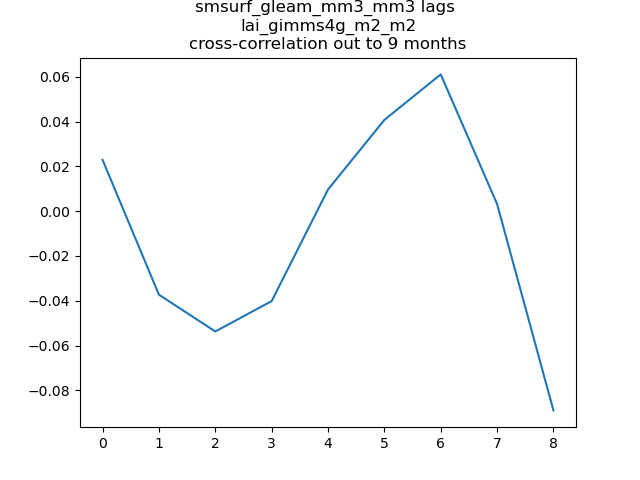 smsurf_gleam_mm3_mm3 lags
lai_gimms4g_m2_m2
cross-correlation out to 9 months
0.06
0.04
0.02
0.00
−0.02
−0.04
−0.06
−0.08
0 1 2 3 4 5 6 7 8